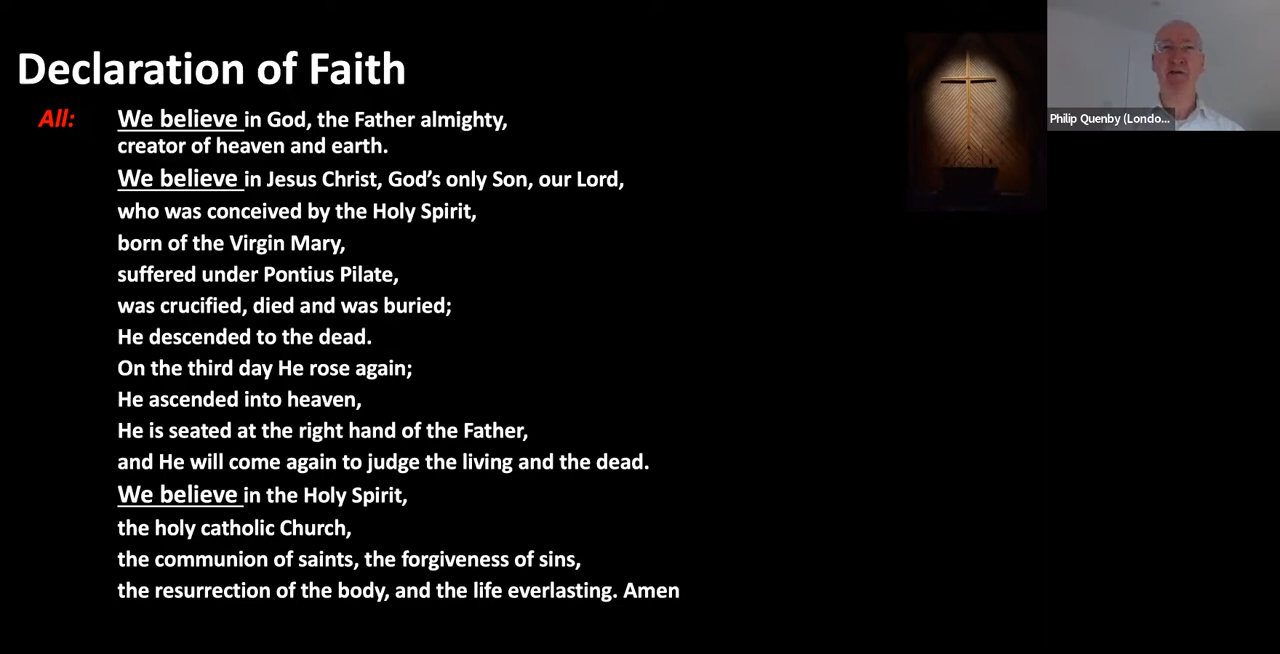 Declaration of Faith
All: We believe in God, the Father almighty,
creator of heaven and earth.
We believe in Jesus Christ, God's only Son, our Lord,
who was conceived by the Holy Spirit,
born of the Virgin Mary,
suffered under Pontius Pilate,
was crucified, died and was buried;
He descended to the dead.
On the third day He rose again;
He ascended into heaven,
He is seated at the right hand of the Father,
and He will come again to judge the living and the dead.
We believe in the Holy Spirit,
the holy catholic Church,
the communion of saints, the forgiveness of sins,
the resurrection of the body, and the life everlasting. Amen
Philip Quenby (Londo...